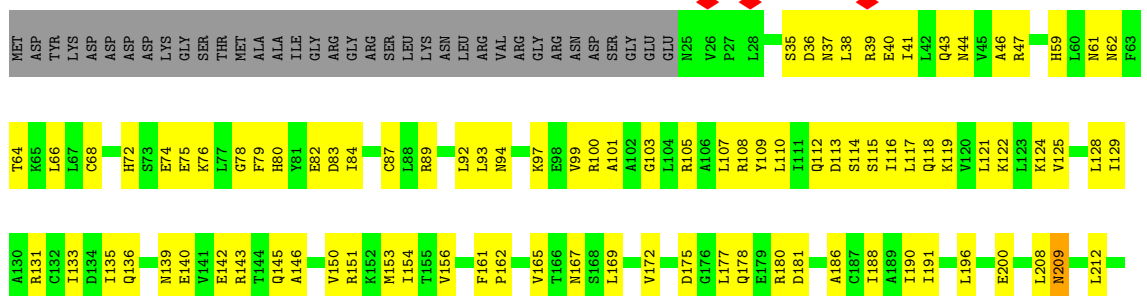 MET ASP TYR LYS ASP ASP ASP ASP LYS GLY SER THR MET ALA ALA ILE GLY ARG GLY ARG SER LEU LYS ASN LEU ARG VAL ARG GLY ARG ASN ASP SER GLY GLU GLU N25 V26 P27 L28 S35 D36 N37 L38 R39 E40 I41 L42 Q43 N44 V45 A46 R47 H59 L60 N61 N62 F63
T64 K65 L66 L67 C68 H72 S73 E74 E75 K76 L77 G78 F79 H80 Y81 E82 D83 I84 C87 L88 R89 L92 L93 N94 K97 E98 V99 R100 A101 A102 G103 L104 R105 A106 L107 R108 Y109 L110 I111 Q112 D113 S114 S115 I116 L117 Q118 K119 V120 L121 K122 L123 K124 V125 L128 I129
A130 R131 C132 I133 D134 I135 Q136 N139 E140 V141 E142 R143 T144 Q145 A146 V150 R151 K152 M153 I154 T155 V156 F161 P162 V165 T166 N167 S168 L169 V172 D175 G176 L177 Q178 E179 R180 D181 A186 C187 I188 A189 I190 I191 L196 E200 L208 N209 L212